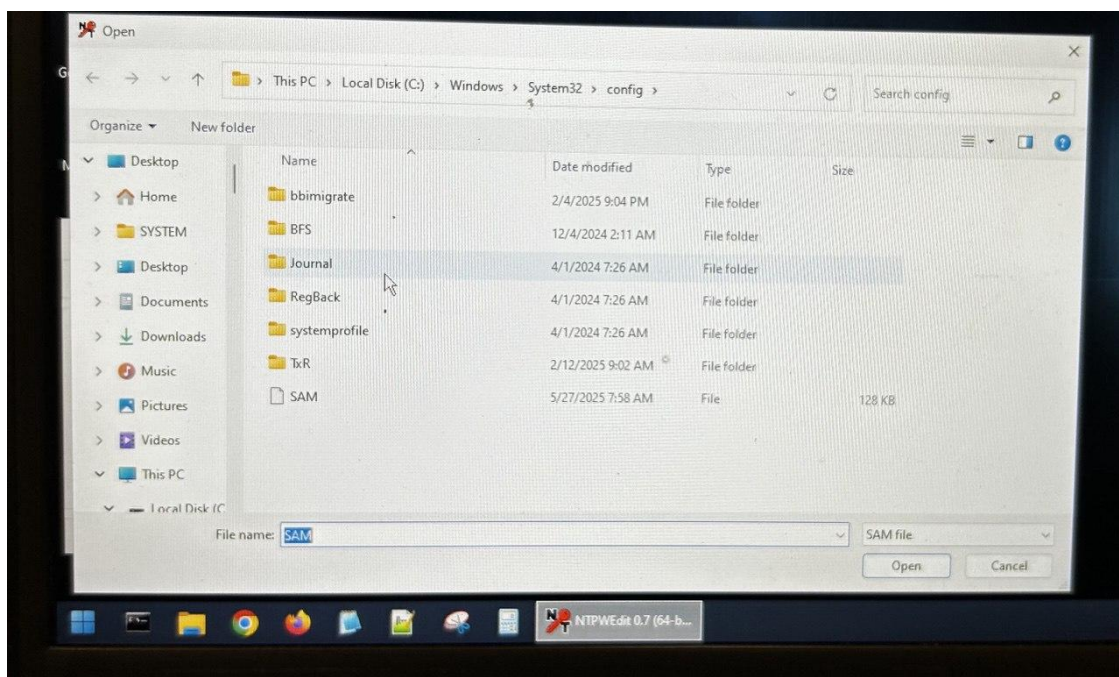 Open
This PC > Local Disk (C:) > Windows > System32 > config >
Search config
Organize
New folder
Name Date modified Type Size
Desktop
Home
SYSTEM
Desktop
Documents
Downloads
Music
Pictures
Videos
This PC
Local Disk (C
bbimigrate 2/4/2025 9:04 PM File folder
BFS 12/4/2024 2:11 AM File folder
Journal 4/1/2024 7:26 AM File folder
RegBack 4/1/2024 7:26 AM File folder
systemprofile 4/1/2024 7:26 AM File folder
TxR 2/12/2025 9:02 AM File folder
SAM 5/27/2025 7:58 AM File 128 KB
File name: SAM SAM file
Open Cancel
NTPWEdit 0.7 (64-b...